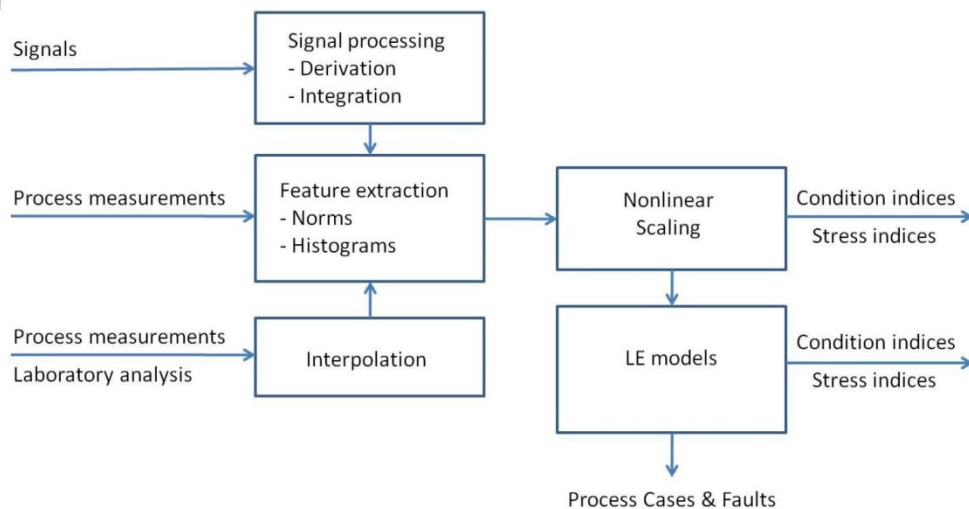 Signals
Signal processing
- Derivation
- Integration
Process measurements
Feature extraction
- Norms
- Histograms
Nonlinear
Scaling
Condition indices
Stress indices
Process measurements
Laboratory analysis
Interpolation
LE models
Condition indices
Stress indices
Process Cases & Faults